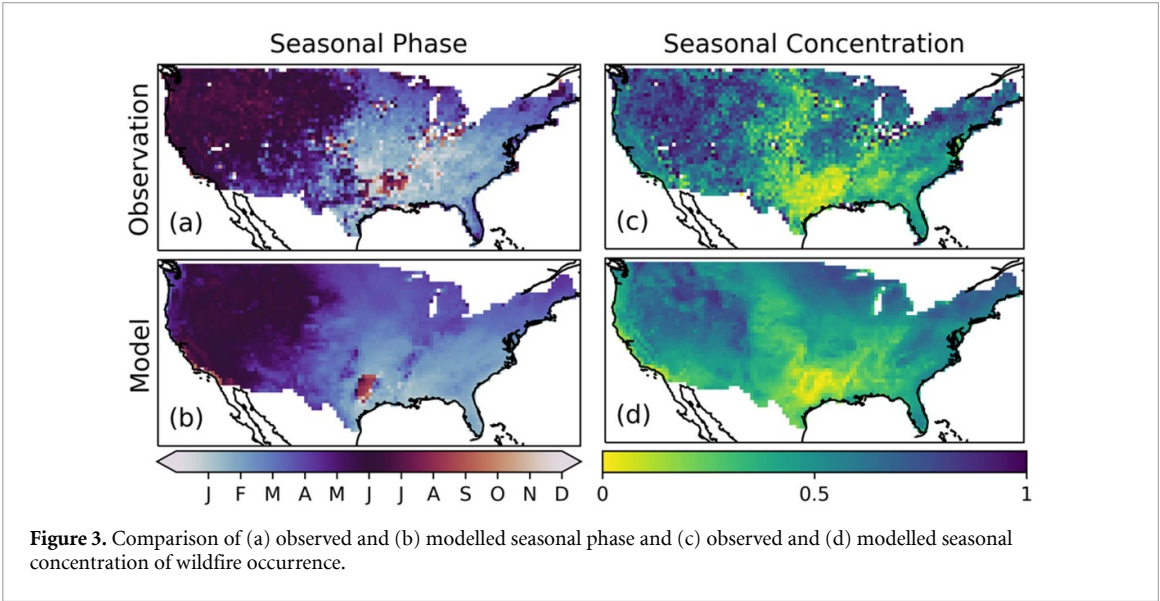 Seasonal Phase
Seasonal Concentration
Observation
(a)
(c)
Model
(b)
(d)
J F M A M J J A S O N D
0 0.5 1
Figure 3. Comparison of (a) observed and (b) modelled seasonal phase and (c) observed and (d) modelled seasonal
concentration of wildfire occurrence.